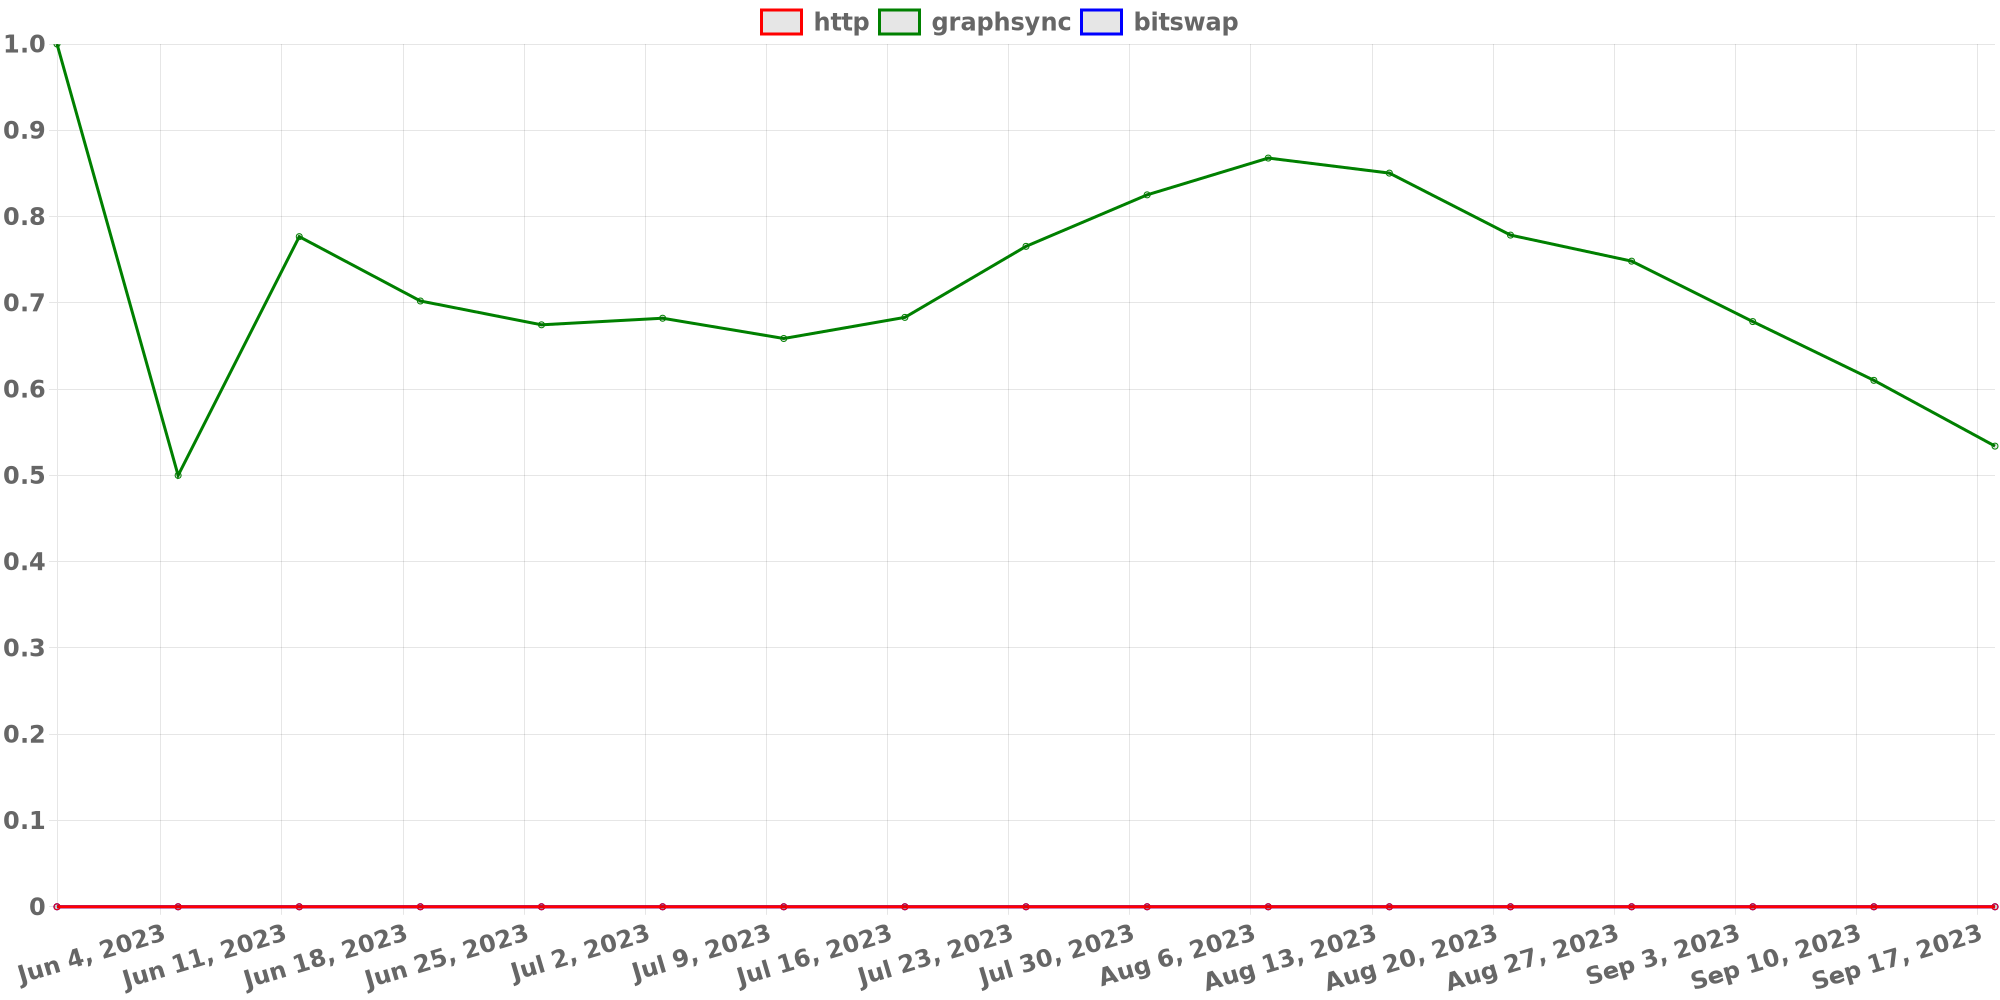 http graphsync bitswap
1.0
0.9
0.8
0.7
0.6
0.5
0.4
0.3
0.2
0.1
0
Jun 4, 2023
Jun 11, 2023
Jun 18, 2023
Jun 25, 2023
Jul 2, 2023
Jul 9, 2023
Jul 16, 2023
Jul 23, 2023
Jul 30, 2023
Aug 6, 2023
Aug 13, 2023
Aug 20, 2023
Aug 27, 2023
Sep 3, 2023
Sep 10, 2023
Sep 17, 2023